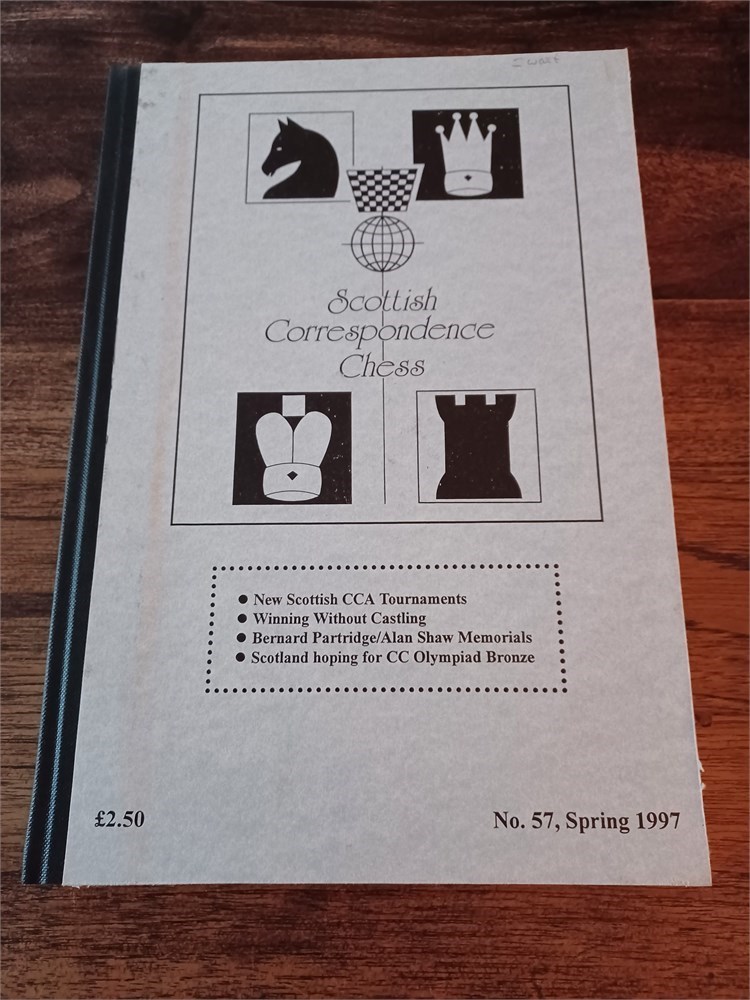 Scottish
Correspondence
Chess
● New Scottish CCA Tournaments
● Winning Without Castling
● Bernard Partridge/Alan Shaw Memorials
● Scotland hoping for CC Olympiad Bronze
£2.50
No. 57, Spring 1997